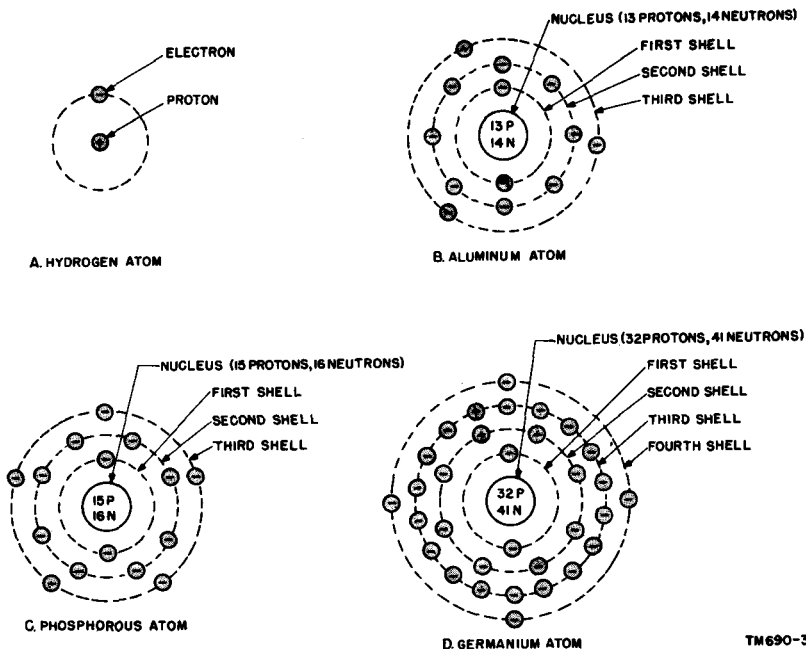 ELECTRON
PROTON
A. HYDROGEN ATOM
NUCLEUS (13 PROTONS, 14 NEUTRONS)
FIRST SHELL
SECOND SHELL
THIRD SHELL
13 P
14 N
B. ALUMINUM ATOM
NUCLEUS (15 PROTONS, 16 NEUTRONS)
FIRST SHELL
SECOND SHELL
THIRD SHELL
15 P
16 N
C. PHOSPHOROUS ATOM
NUCLEUS (32 PROTONS, 41 NEUTRONS)
FIRST SHELL
SECOND SHELL
THIRD SHELL
FOURTH SHELL
32 P
41 N
D. GERMANIUM ATOM
TM690-3